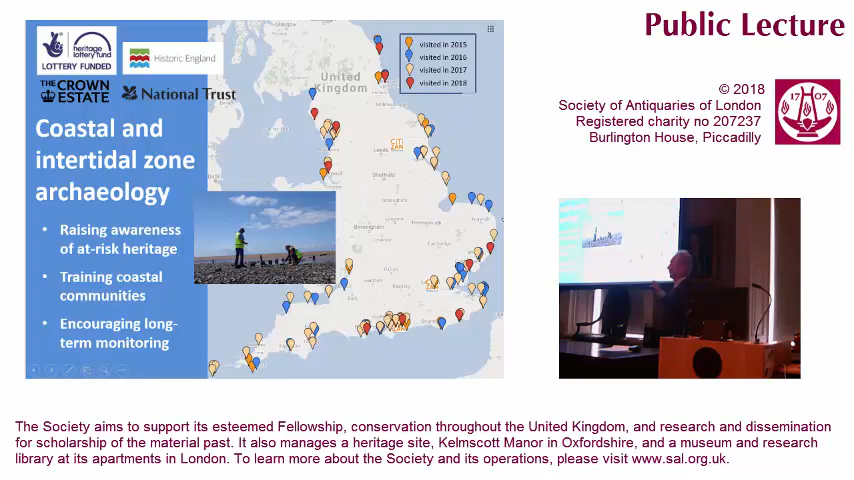 Public Lecture
© 2018
Society of Antiquaries of London
Registered charity no 207237
Burlington House, Piccadilly
1707
heritage
lottery fund
LOTTERY FUNDED
Historic England
THE CROWN
ESTATE
National Trust
Coastal and
intertidal zone
archaeology
• Raising awareness
of at-risk heritage
• Training coastal
communities
• Encouraging long-
term monitoring
visited in 2015
visited in 2016
visited in 2017
visited in 2018
United
Kingdom
CITI
ZAN
Leeds
Sheffield
Birmingham
The Society aims to support its esteemed Fellowship, conservation throughout the United Kingdom, and research and dissemination
for scholarship of the material past. It also manages a heritage site, Kelmscott Manor in Oxfordshire, and a museum and research
library at its apartments in London. To learn more about the Society and its operations, please visit www.sal.org.uk.